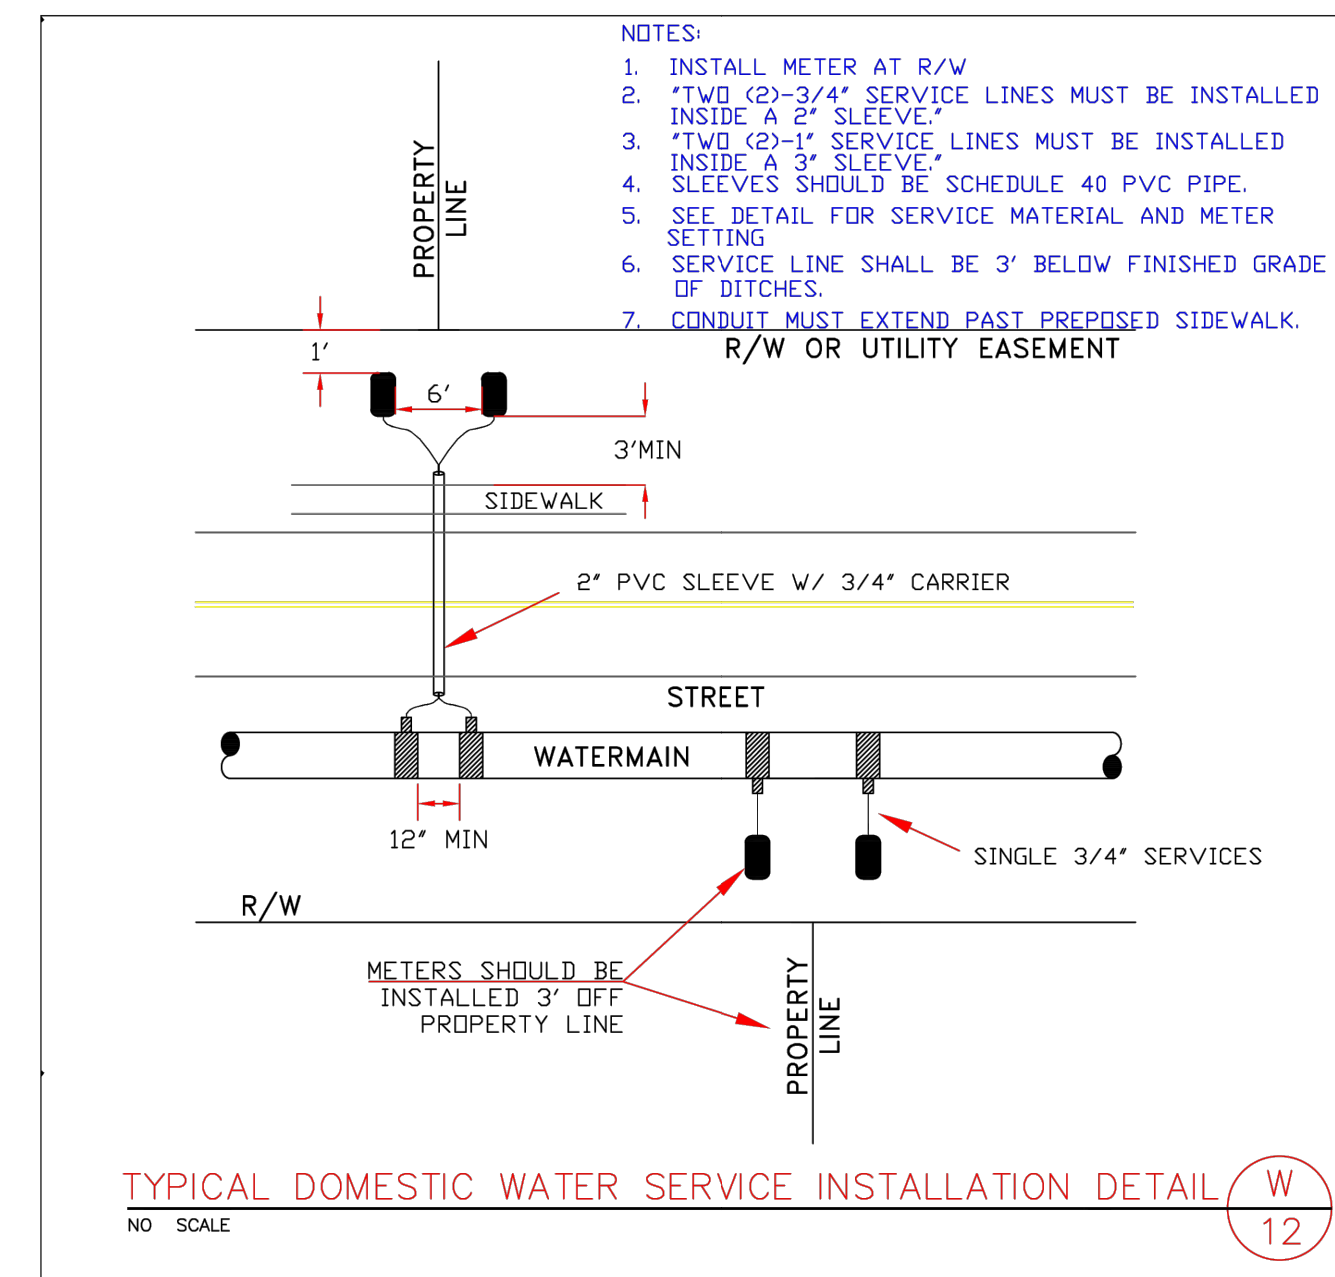 NOTES:
1. INSTALL METER AT R/W
2. "TWO (2)-3/4" SERVICE LINES MUST BE INSTALLED
INSIDE A 2" SLEEVE."
3. "TWO (2)-1" SERVICE LINES MUST BE INSTALLED
INSIDE A 3" SLEEVE."
4. SLEEVES SHOULD BE SCHEDULE 40 PVC PIPE.
5. SEE DETAIL FOR SERVICE MATERIAL AND METER
SETTING
6. SERVICE LINE SHALL BE 3' BELOW FINISHED GRADE
OF DITCHES.
7. CONDUIT MUST EXTEND PAST PREPOSED SIDEWALK.
PROPERTY
LINE
R/W OR UTILITY EASEMENT
1'
6'
3'MIN
SIDEWALK
2" PVC SLEEVE W/ 3/4" CARRIER
STREET
WATERMAIN
12" MIN
SINGLE 3/4" SERVICES
R/W
METERS SHOULD BE
INSTALLED 3' OFF
PROPERTY LINE
PROPERTY
LINE
TYPICAL DOMESTIC WATER SERVICE INSTALLATION DETAIL
W
12
NO SCALE